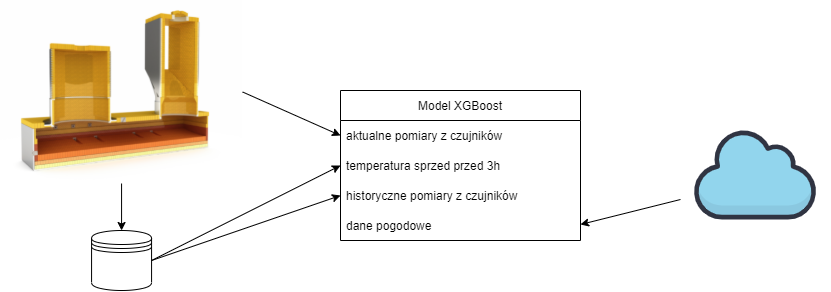 Model XGBoost
aktualne pomiary z czujników
temperatura sprzed przed 3h
historyczne pomiary z czujników
dane pogodowe